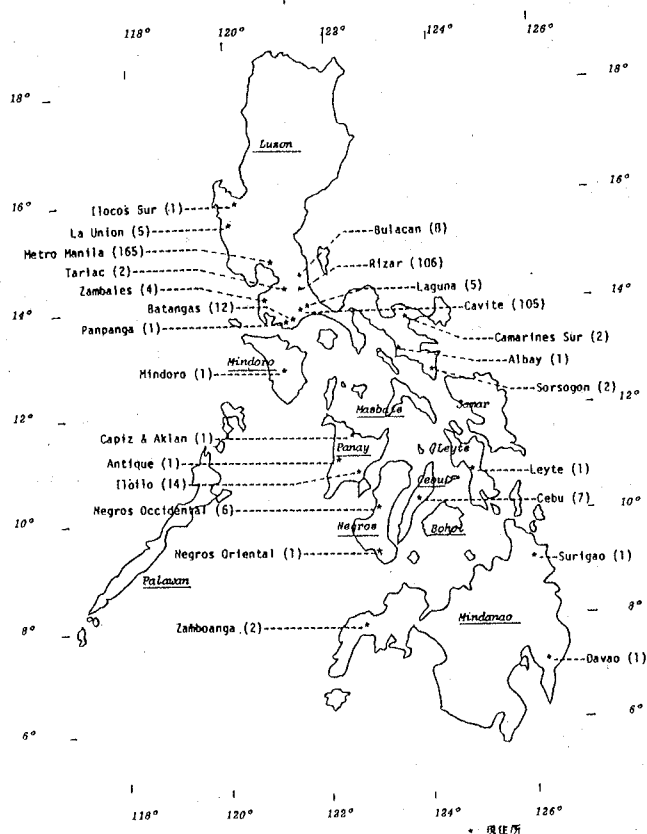 118° 120° 122° 124° 126°
18° 18°
Luzon
16° 16°
Ilocos Sur (1)
La Union (5)
Bulacan (8)
Metro Manila (165)
Rizar (106)
Tarlac (2)
Laguna (5)
Zambales (4)
14° 14°
Batangas (12)
Cavite (105)
Panpanga (1)
Camarines Sur (2)
Mindoro
Albay (1)
Mindoro (1)
Sorsogon (2)
Masbate
Samar
12° 12°
Capiz & Aklan (1)
Panay
Leyte
Antique (1)
Leyte (1)
Iloilo (14)
Cebu
Cebu (7)
10° 10°
Negros Occidental (6)
Negros
Bohol
Negros Oriental (1)
Surigao (1)
Palawan
Mindanao
8° 8°
Zamboanga (2)
Davao (1)
6° 6°
118° 120° 122° 124° 126°
* 現住所